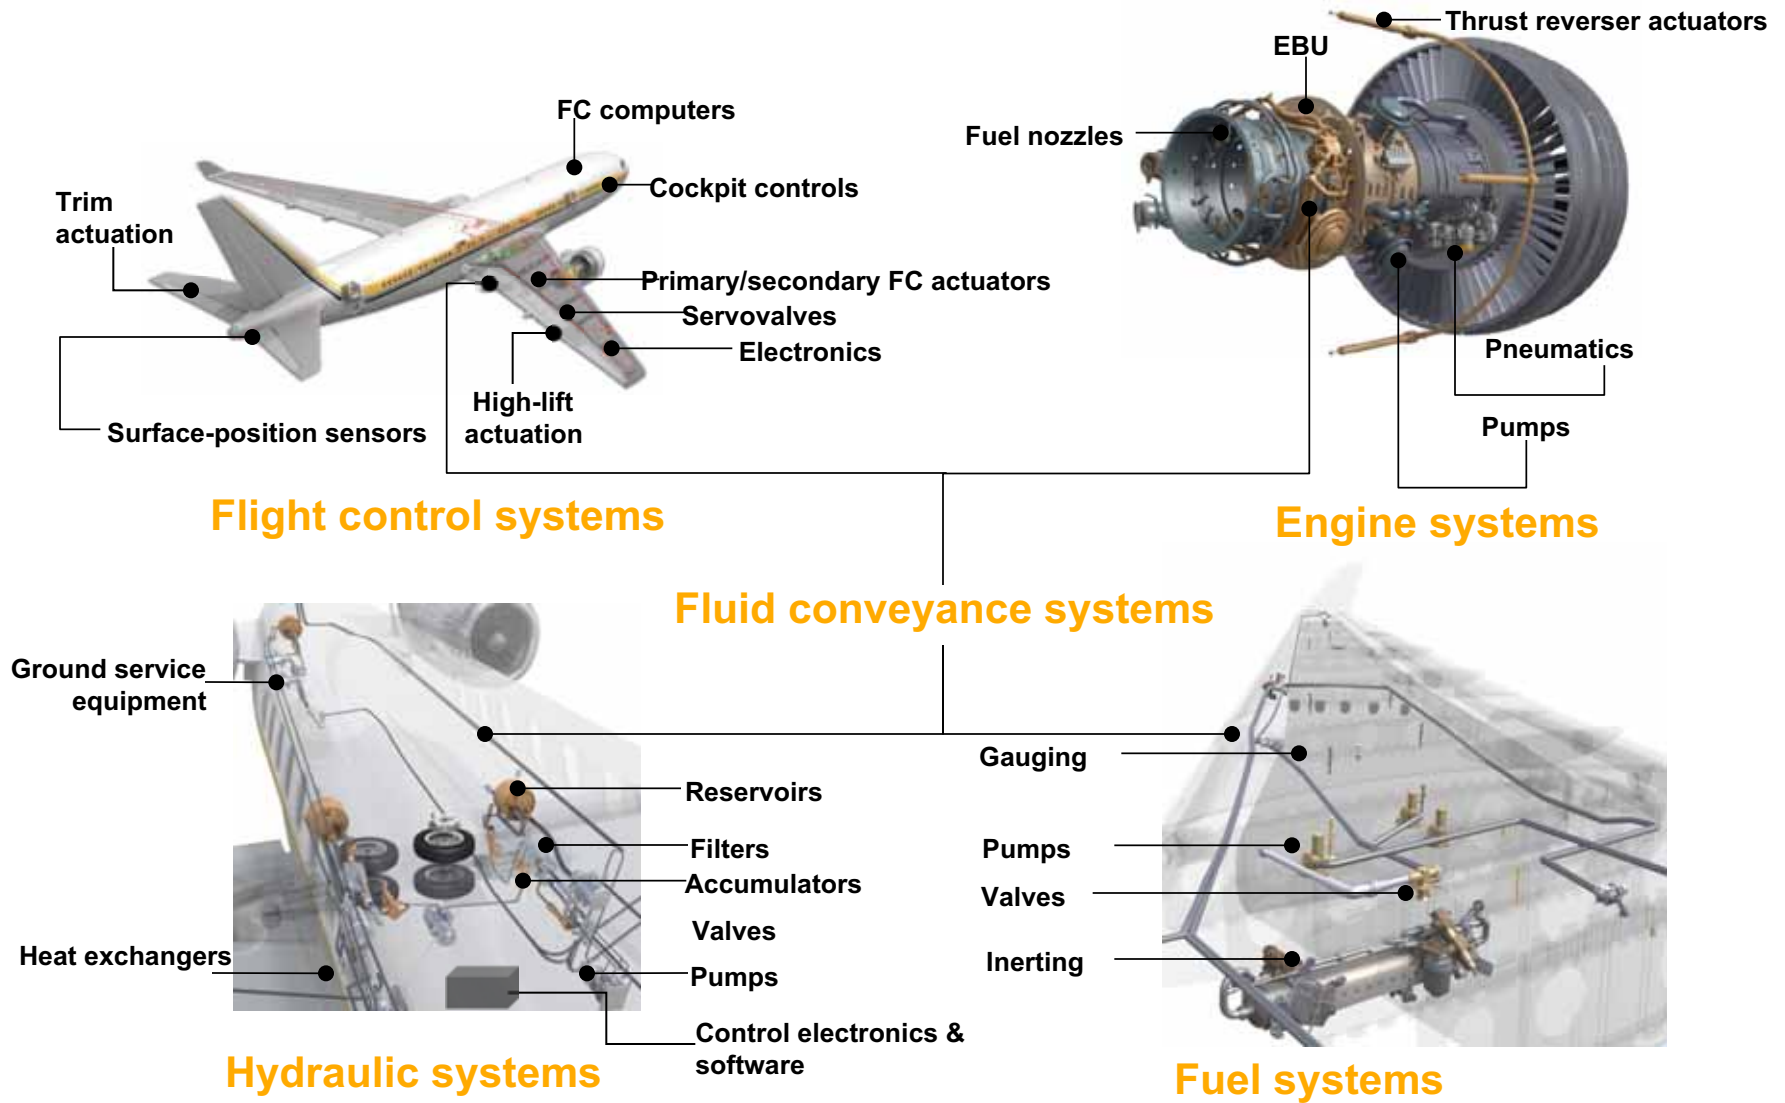 Thrust reverser actuators
EBU
FC computers
Fuel nozzles
Cockpit controls
Trim
actuation
Primary/secondary FC actuators
Servovalves
Electronics
Pneumatics
High-lift
actuation
Surface-position sensors
Pumps
Flight control systems
Engine systems
Fluid conveyance systems
Ground service
equipment
Gauging
Reservoirs
Filters
Pumps
Accumulators
Valves
Valves
Heat exchangers
Inerting
Pumps
Control electronics &
software
Hydraulic systems
Fuel systems